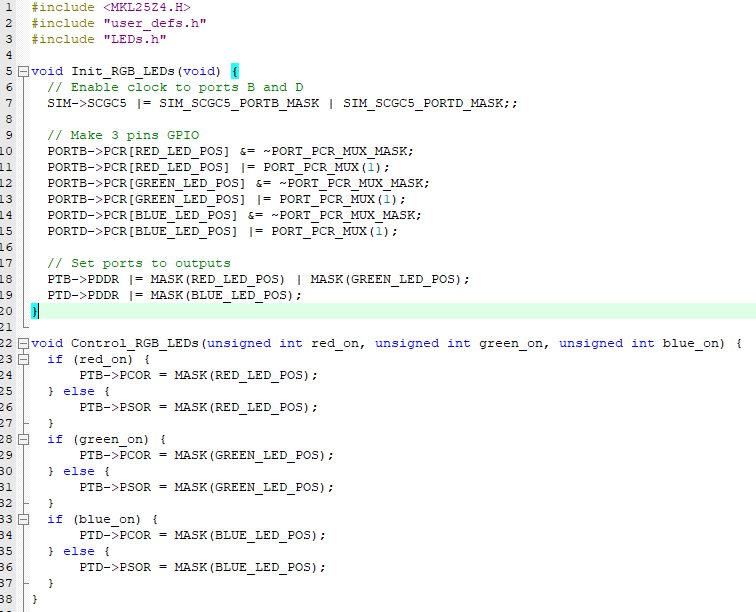 1 #include <MKL25Z4.H>
2 #include "user_defs.h"
3 #include "LEDs.h"
4
5 void Init_RGB_LEDs(void) {
6   // Enable clock to ports B and D
7   SIM->SCGC5 |= SIM_SCGC5_PORTB_MASK | SIM_SCGC5_PORTD_MASK;;
8
9   // Make 3 pins GPIO
10   PORTB->PCR[RED_LED_POS] &= ~PORT_PCR_MUX_MASK;
11   PORTB->PCR[RED_LED_POS] |= PORT_PCR_MUX(1);
12   PORTB->PCR[GREEN_LED_POS] &= ~PORT_PCR_MUX_MASK;
13   PORTB->PCR[GREEN_LED_POS] |= PORT_PCR_MUX(1);
14   PORTD->PCR[BLUE_LED_POS] &= ~PORT_PCR_MUX_MASK;
15   PORTD->PCR[BLUE_LED_POS] |= PORT_PCR_MUX(1);
16
17   // Set ports to outputs
18   PTB->PDDR |= MASK(RED_LED_POS) | MASK(GREEN_LED_POS);
19   PTD->PDDR |= MASK(BLUE_LED_POS);
20 }
21
22 void Control_RGB_LEDs(unsigned int red_on, unsigned int green_on, unsigned int blue_on) {
23   if (red_on) {
24       PTB->PCOR = MASK(RED_LED_POS);
25   } else {
26       PTB->PSOR = MASK(RED_LED_POS);
27   }
28   if (green_on) {
29       PTB->PCOR = MASK(GREEN_LED_POS);
30   } else {
31       PTB->PSOR = MASK(GREEN_LED_POS);
32   }
33   if (blue_on) {
34       PTD->PCOR = MASK(BLUE_LED_POS);
35   } else {
36       PTD->PSOR = MASK(BLUE_LED_POS);
37   }
38 }